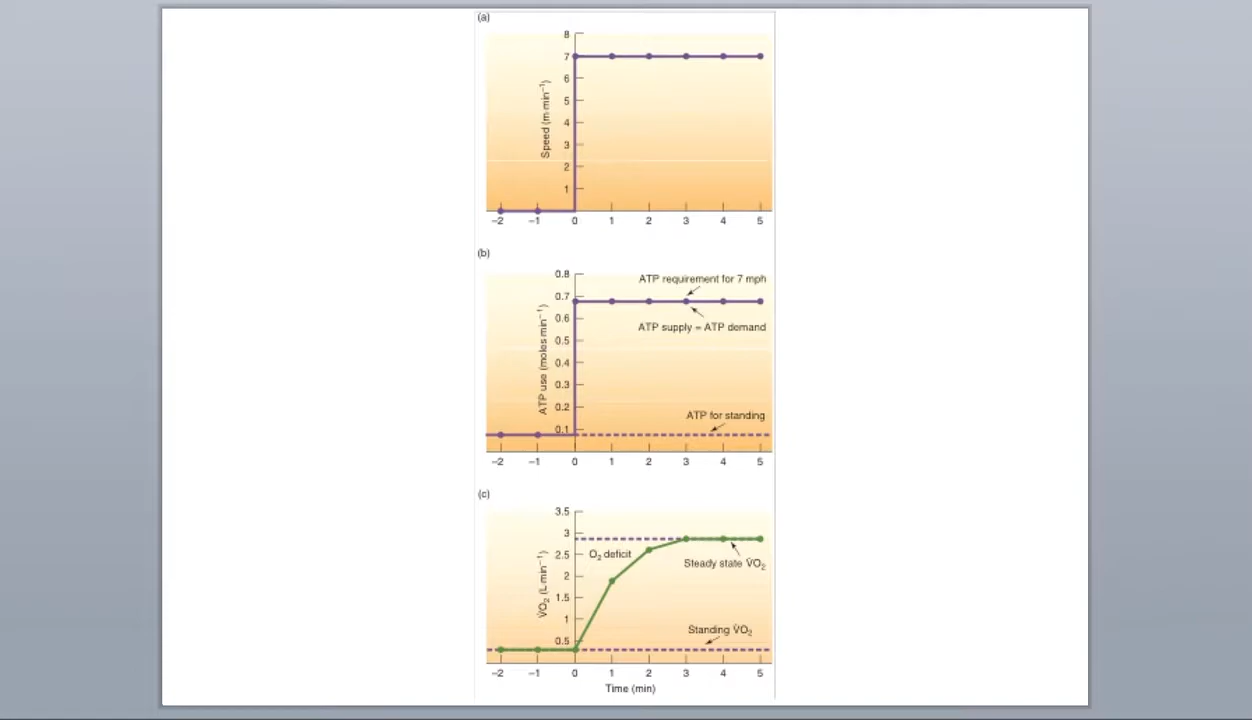 (a)
8
7
6
5
4
3
2
1
Speed (m·min⁻¹)
–2 –1 0 1 2 3 4 5
(b)
0.8
0.7
0.6
0.5
0.4
0.3
0.2
0.1
ATP use (moles min⁻¹)
ATP requirement for 7 mph
ATP supply = ATP demand
ATP for standing
–2 –1 0 1 2 3 4 5
(c)
3.5
3
2.5
2
1.5
1
0.5
V̇O₂ (L·min⁻¹)
O₂ deficit
Steady state V̇O₂
Standing V̇O₂
–2 –1 0 1 2 3 4 5
Time (min)